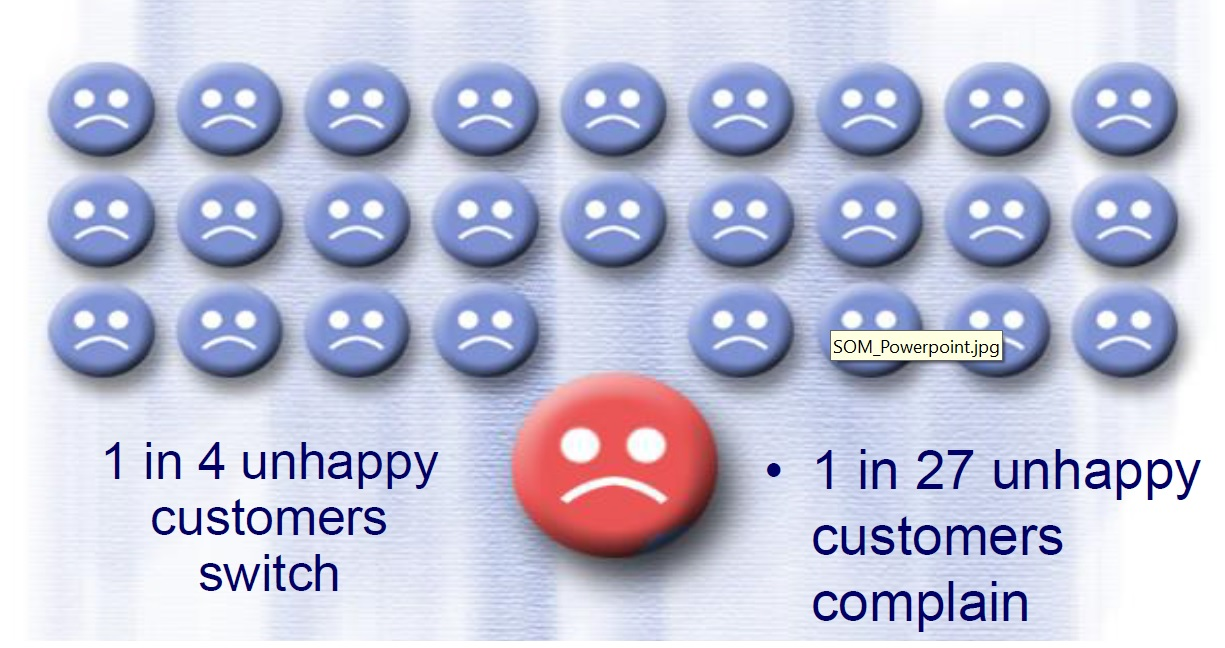 SOM_Powerpoint.jpg
1 in 4 unhappy
customers
switch
• 1 in 27 unhappy
customers
complain